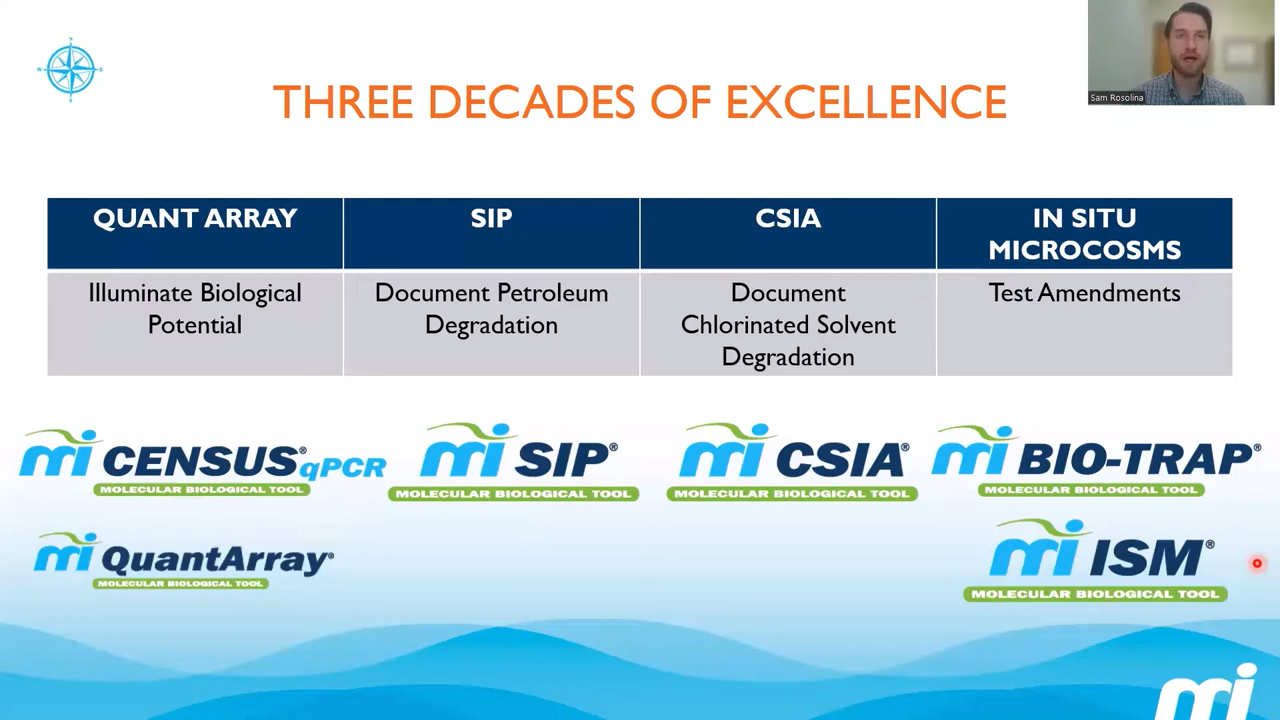 Sam Rosolina
THREE DECADES OF EXCELLENCE
QUANT ARRAY
SIP
CSIA
IN SITU
MICROCOSMS
Illuminate Biological
Potential
Document Petroleum
Degradation
Document
Chlorinated Solvent
Degradation
Test Amendments
mi CENSUS® qPCR
MOLECULAR BIOLOGICAL TOOL
mi SIP®
MOLECULAR BIOLOGICAL TOOL
mi CSIA®
MOLECULAR BIOLOGICAL TOOL
mi BIO-TRAP®
MOLECULAR BIOLOGICAL TOOL
mi QuantArray®
MOLECULAR BIOLOGICAL TOOL
mi ISM®
MOLECULAR BIOLOGICAL TOOL
mi